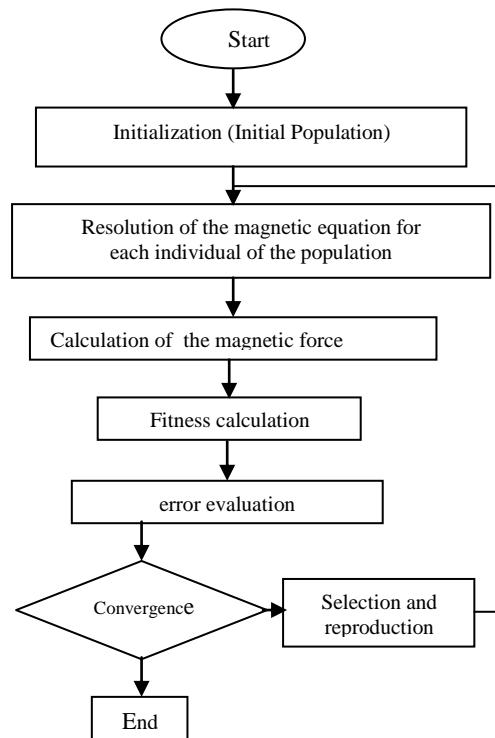 Start
Initialization (Initial Population)
Resolution of the magnetic equation for
each individual of the population
Calculation of the magnetic force
Fitness calculation
error evaluation
Convergence
Selection and
reproduction
End